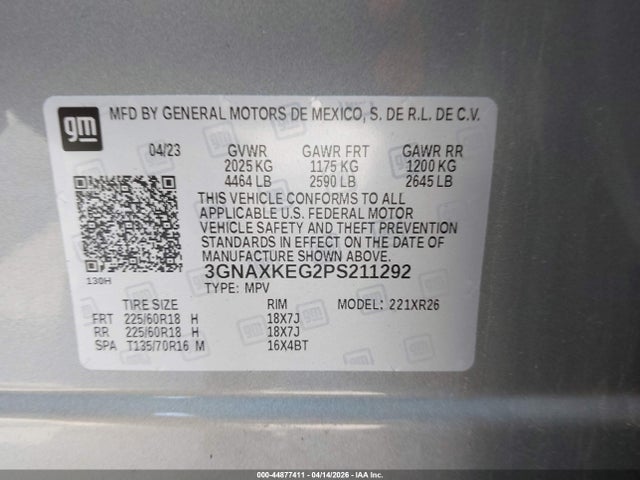 gm
MFD BY GENERAL MOTORS DE MEXICO, S. DE R.L. DE C.V.
04/23 GVWR GAWR FRT GAWR RR
2025 KG 1175 KG 1200 KG
4464 LB 2590 LB 2645 LB
THIS VEHICLE CONFORMS TO ALL
APPLICABLE U.S. FEDERAL MOTOR
VEHICLE SAFETY AND THEFT PREVENTION
STANDARDS IN EFFECT ON THE DATE OF
MANUFACTURE SHOWN ABOVE.
130H 3GNAXKEG2PS211292
TYPE: MPV
TIRE SIZE RIM MODEL: 221XR26
FRT 225/60R18 H 18X7J
RR 225/60R18 H 18X7J
SPA T135/70R16 M 16X4BT
000-44877411 - 04/14/2026 - IAAI.CA